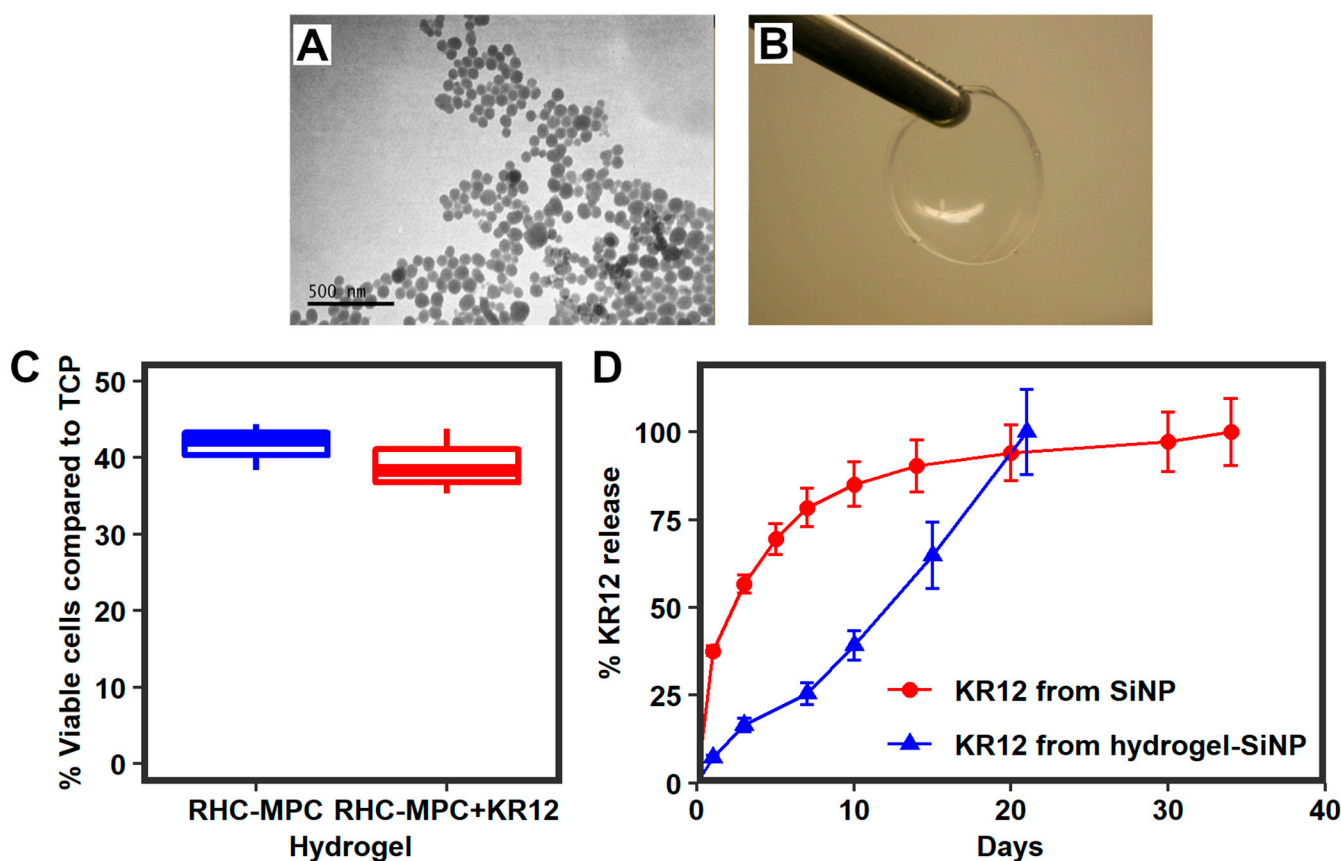 A
500 nm
B
C
% Viable cells compared to TCP
50
40
30
20
10
0
RHC-MPC RHC-MPC+KR12
Hydrogel
D
% KR12 release
100
75
50
25
0
KR12 from SiNP
KR12 from hydrogel-SiNP
0 10 20 30 40
Days